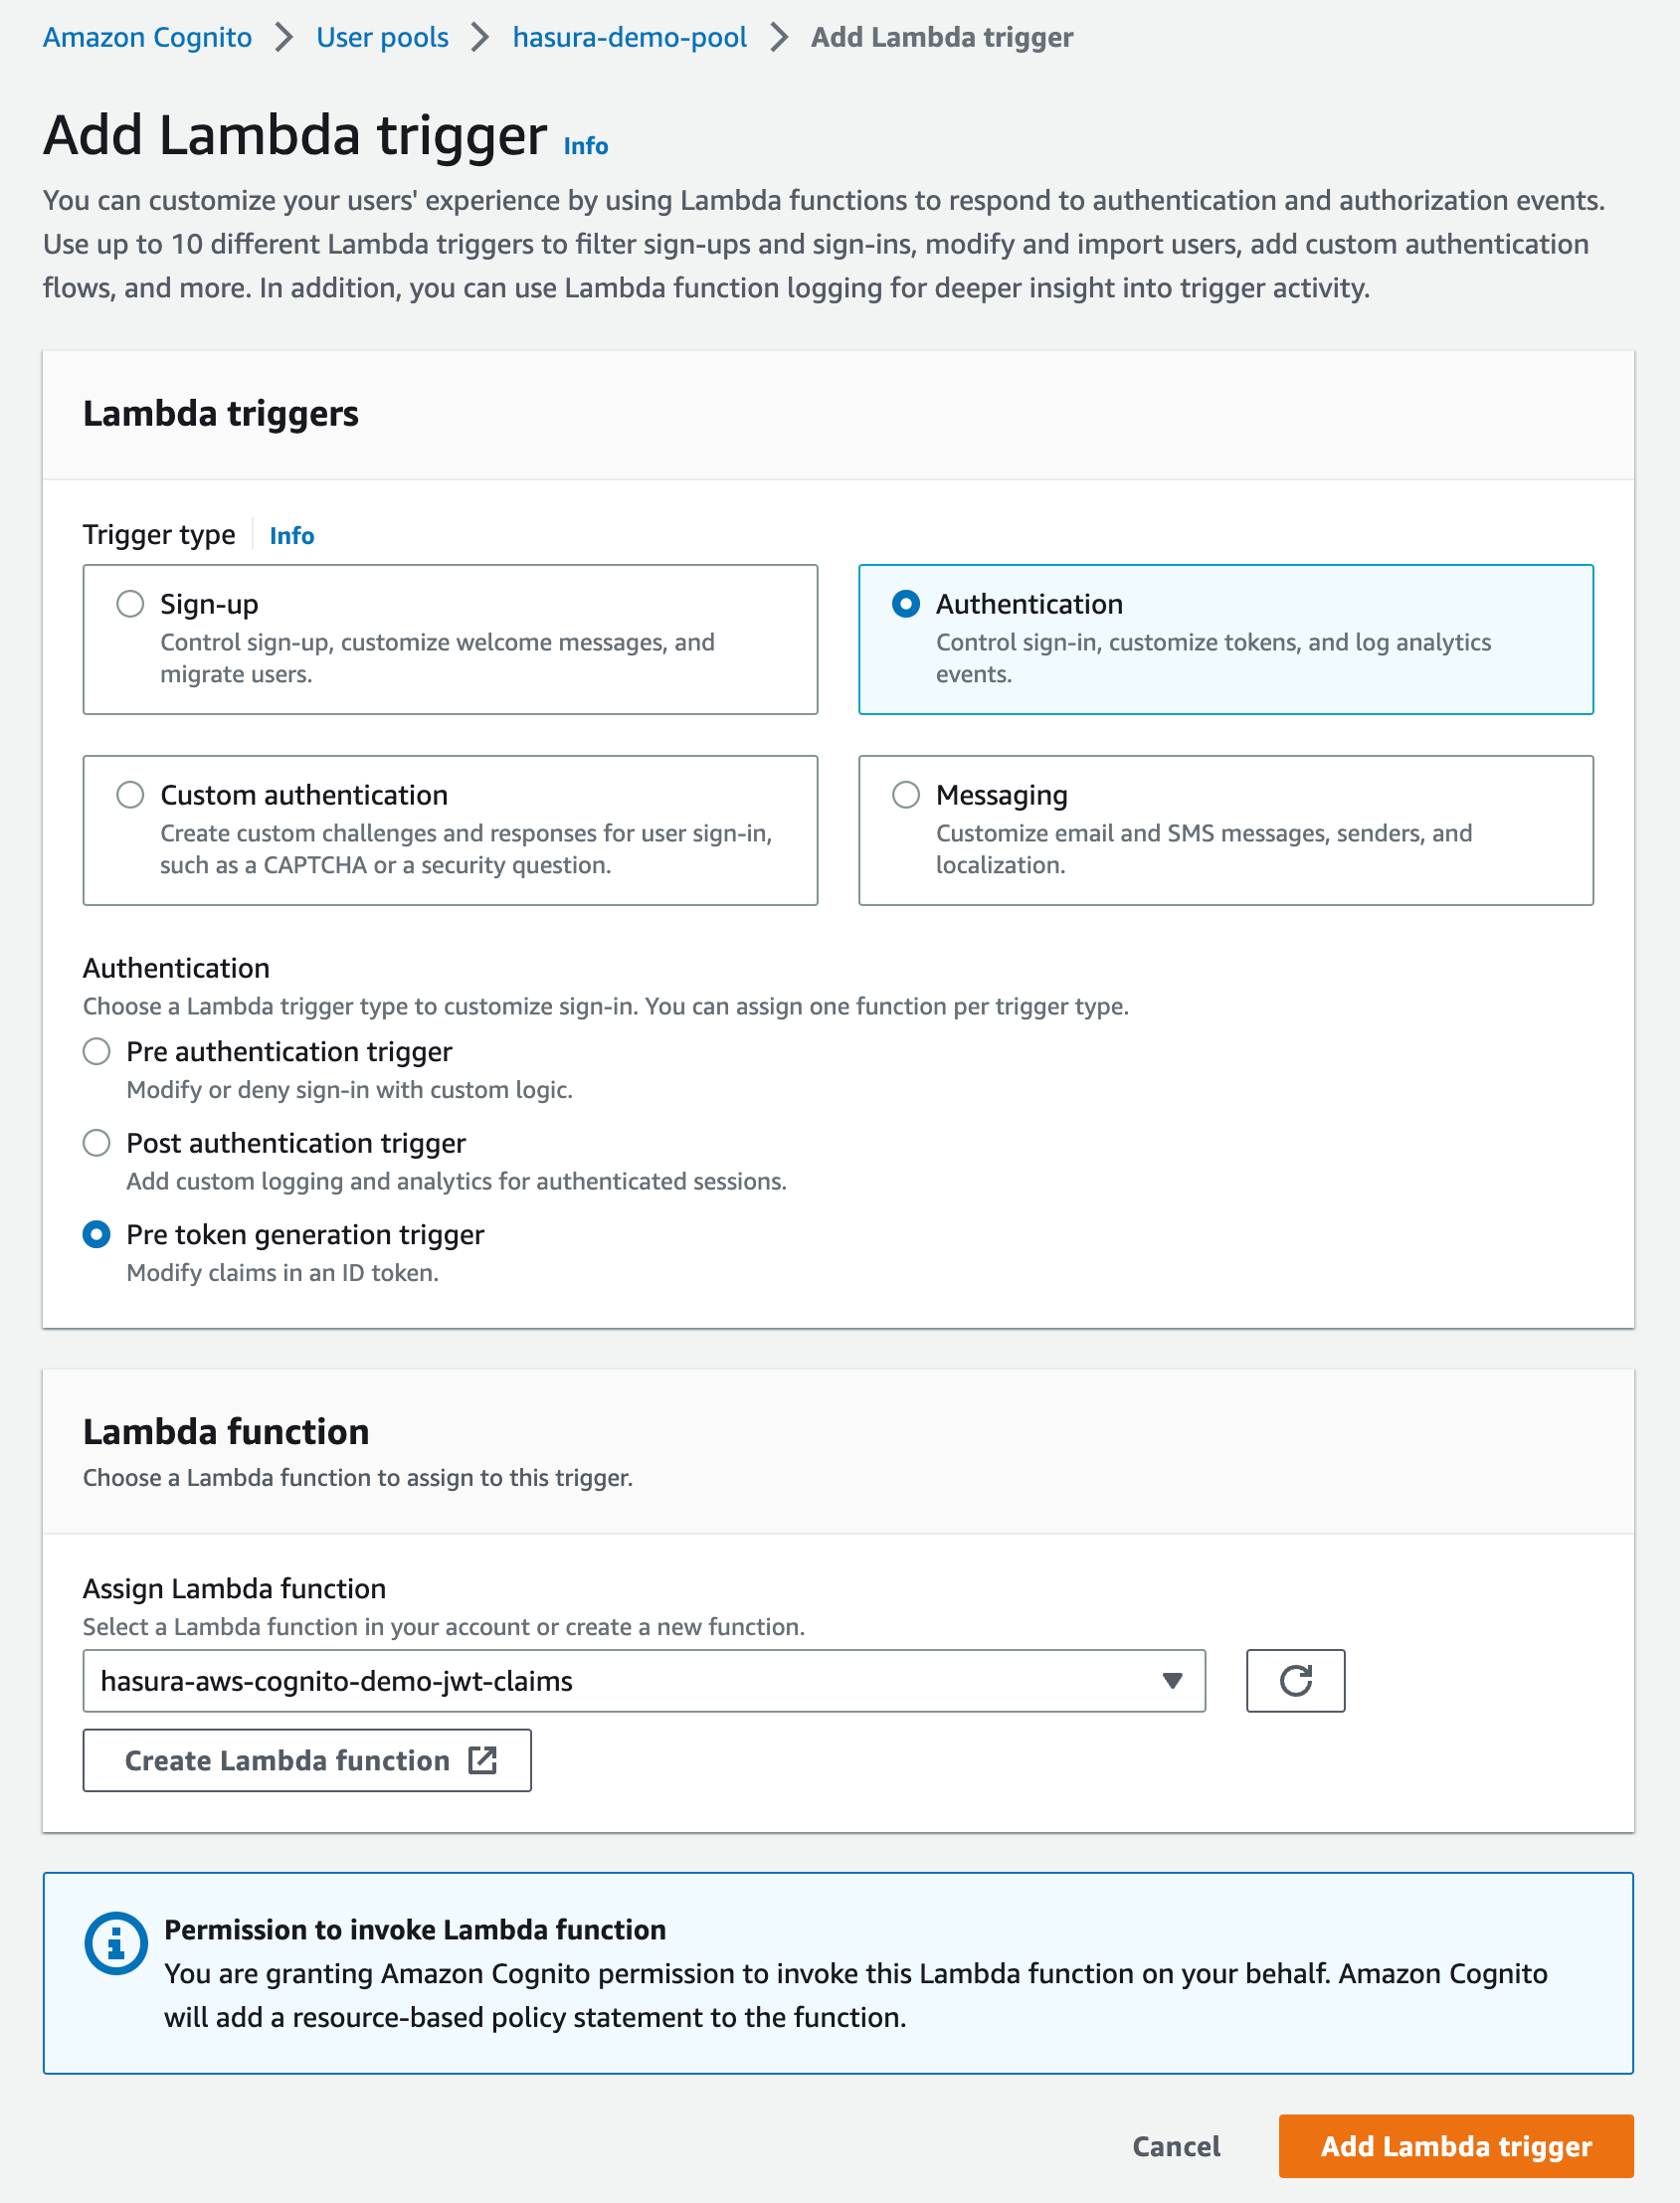 Amazon Cognito > User pools > hasura-demo-pool > Add Lambda trigger
Add Lambda trigger Info
You can customize your users' experience by using Lambda functions to respond to authentication and authorization events.
Use up to 10 different Lambda triggers to filter sign-ups and sign-ins, modify and import users, add custom authentication
flows, and more. In addition, you can use Lambda function logging for deeper insight into trigger activity.
Lambda triggers
Trigger type Info
Sign-up
Control sign-up, customize welcome messages, and
migrate users.
Authentication
Control sign-in, customize tokens, and log analytics
events.
Custom authentication
Create custom challenges and responses for user sign-in,
such as a CAPTCHA or a security question.
Messaging
Customize email and SMS messages, senders, and
localization.
Authentication
Choose a Lambda trigger type to customize sign-in. You can assign one function per trigger type.
Pre authentication trigger
Modify or deny sign-in with custom logic.
Post authentication trigger
Add custom logging and analytics for authenticated sessions.
Pre token generation trigger
Modify claims in an ID token.
Lambda function
Choose a Lambda function to assign to this trigger.
Assign Lambda function
Select a Lambda function in your account or create a new function.
hasura-aws-cognito-demo-jwt-claims
Create Lambda function
Permission to invoke Lambda function
You are granting Amazon Cognito permission to invoke this Lambda function on your behalf. Amazon Cognito
will add a resource-based policy statement to the function.
Cancel
Add Lambda trigger